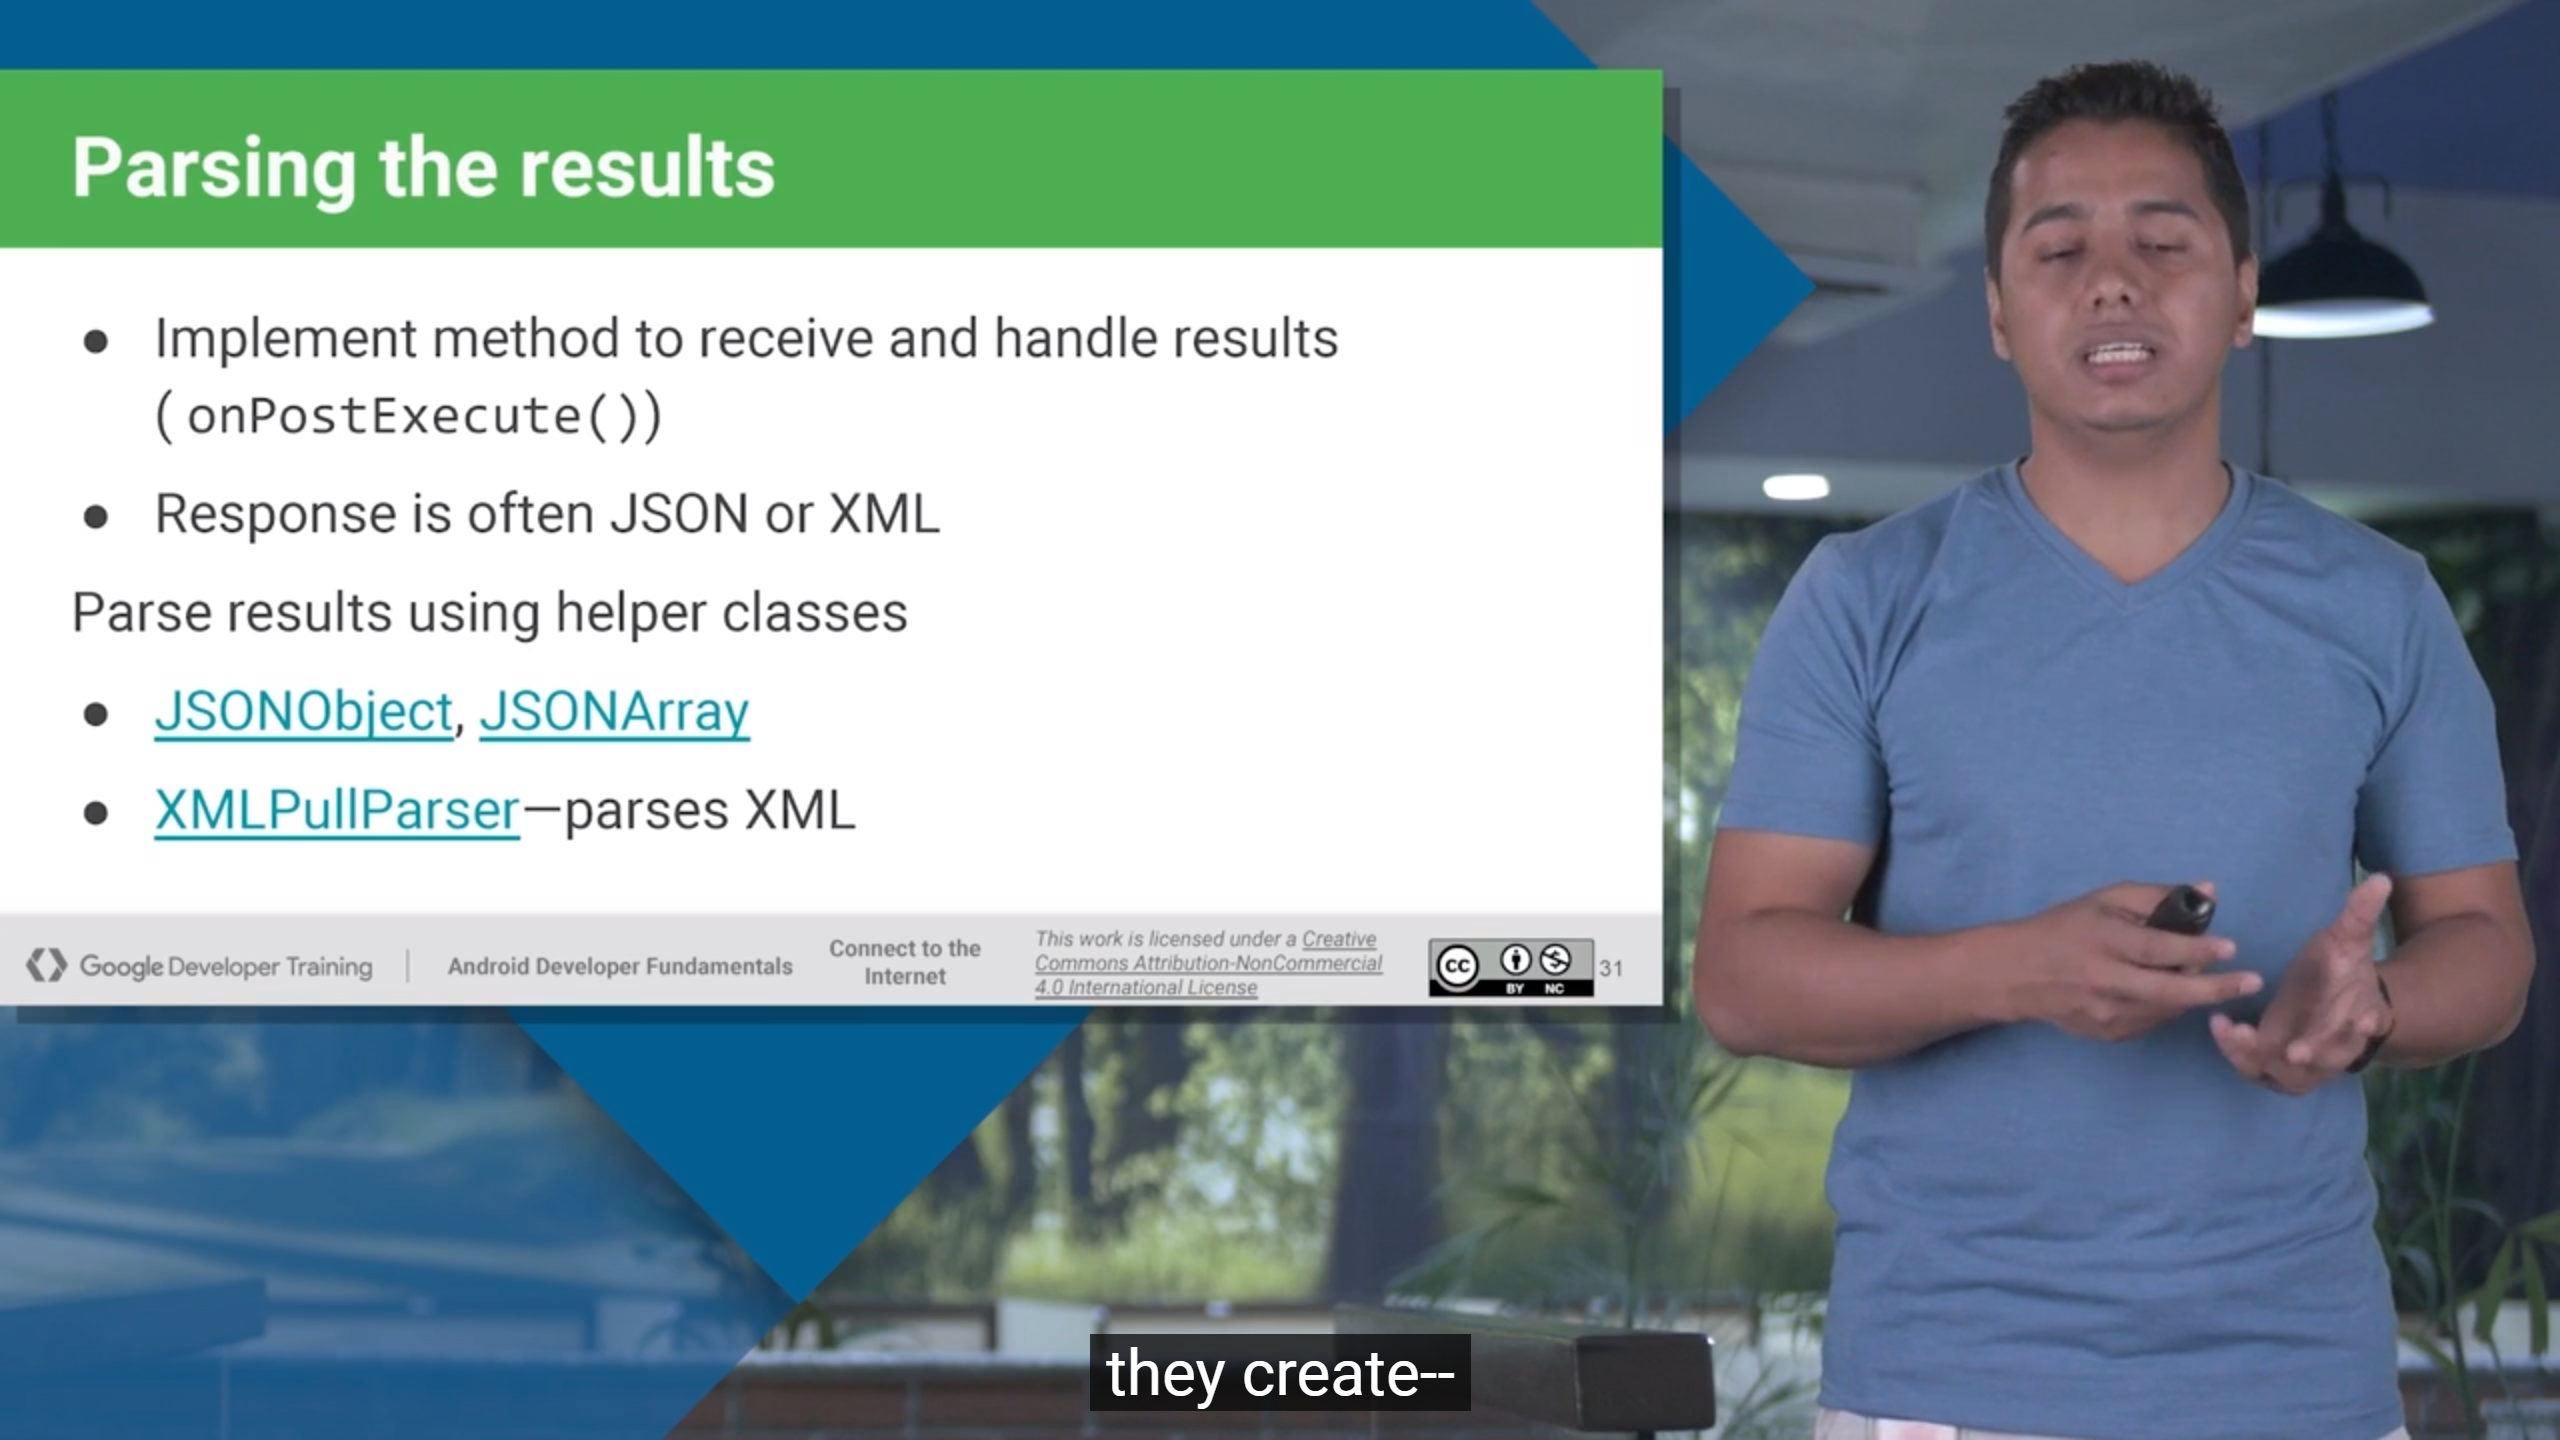 Parsing the results
● Implement method to receive and handle results
( onPostExecute())
● Response is often JSON or XML
Parse results using helper classes
● JSONObject, JSONArray
● XMLPullParser—parses XML
Google Developer Training
Android Developer Fundamentals
Connect to the
Internet
This work is licensed under a Creative
Commons Attribution-NonCommercial
4.0 International License
CC BY NC
31
they create--